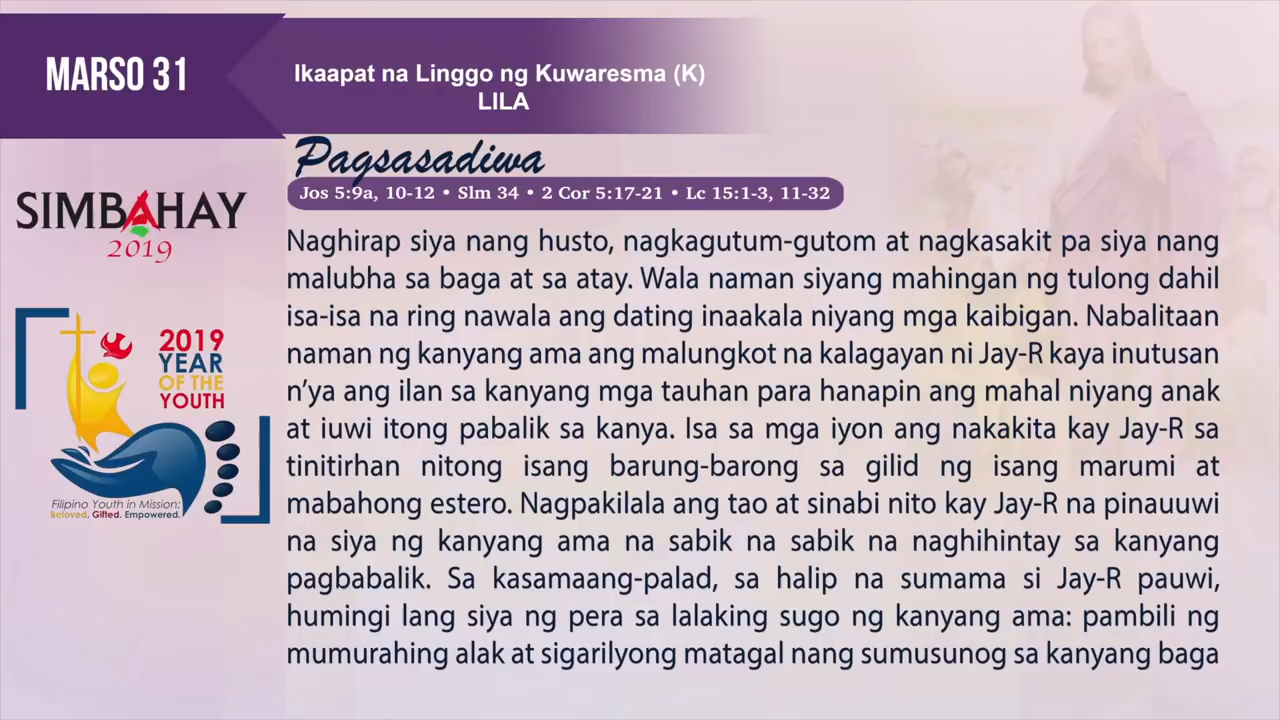 MARSO 31
Ikaapat na Linggo ng Kuwaresma (K)
LILA
Pagsasadiwa
Jos 5:9a, 10-12 • Slm 34 • 2 Cor 5:17-21 • Lc 15:1-3, 11-32
SIMBAHAY
2019
2019
YEAR
OF THE
YOUTH
Filipino Youth in Mission:
Beloved. Gifted. Empowered.
Naghirap siya nang husto, nagkagutum-gutom at nagkasakit pa siya nang
malubha sa baga at sa atay. Wala naman siyang mahingan ng tulong dahil
isa-isa na ring nawala ang dating inaakala niyang mga kaibigan. Nabalitaan
naman ng kanyang ama ang malungkot na kalagayan ni Jay-R kaya inutusan
n’ya ang ilan sa kanyang mga tauhan para hanapin ang mahal niyang anak
at iuwi itong pabalik sa kanya. Isa sa mga iyon ang nakakita kay Jay-R sa
tinitirhan nitong isang barung-barong sa gilid ng isang marumi at
mabahong estero. Nagpakilala ang tao at sinabi nito kay Jay-R na pinauuwi
na siya ng kanyang ama na sabik na sabik na naghihintay sa kanyang
pagbabalik. Sa kasamaang-palad, sa halip na sumama si Jay-R pauwi,
humingi lang siya ng pera sa lalaking sugo ng kanyang ama: pambili ng
mumurahing alak at sigarilyong matagal nang sumusunog sa kanyang baga